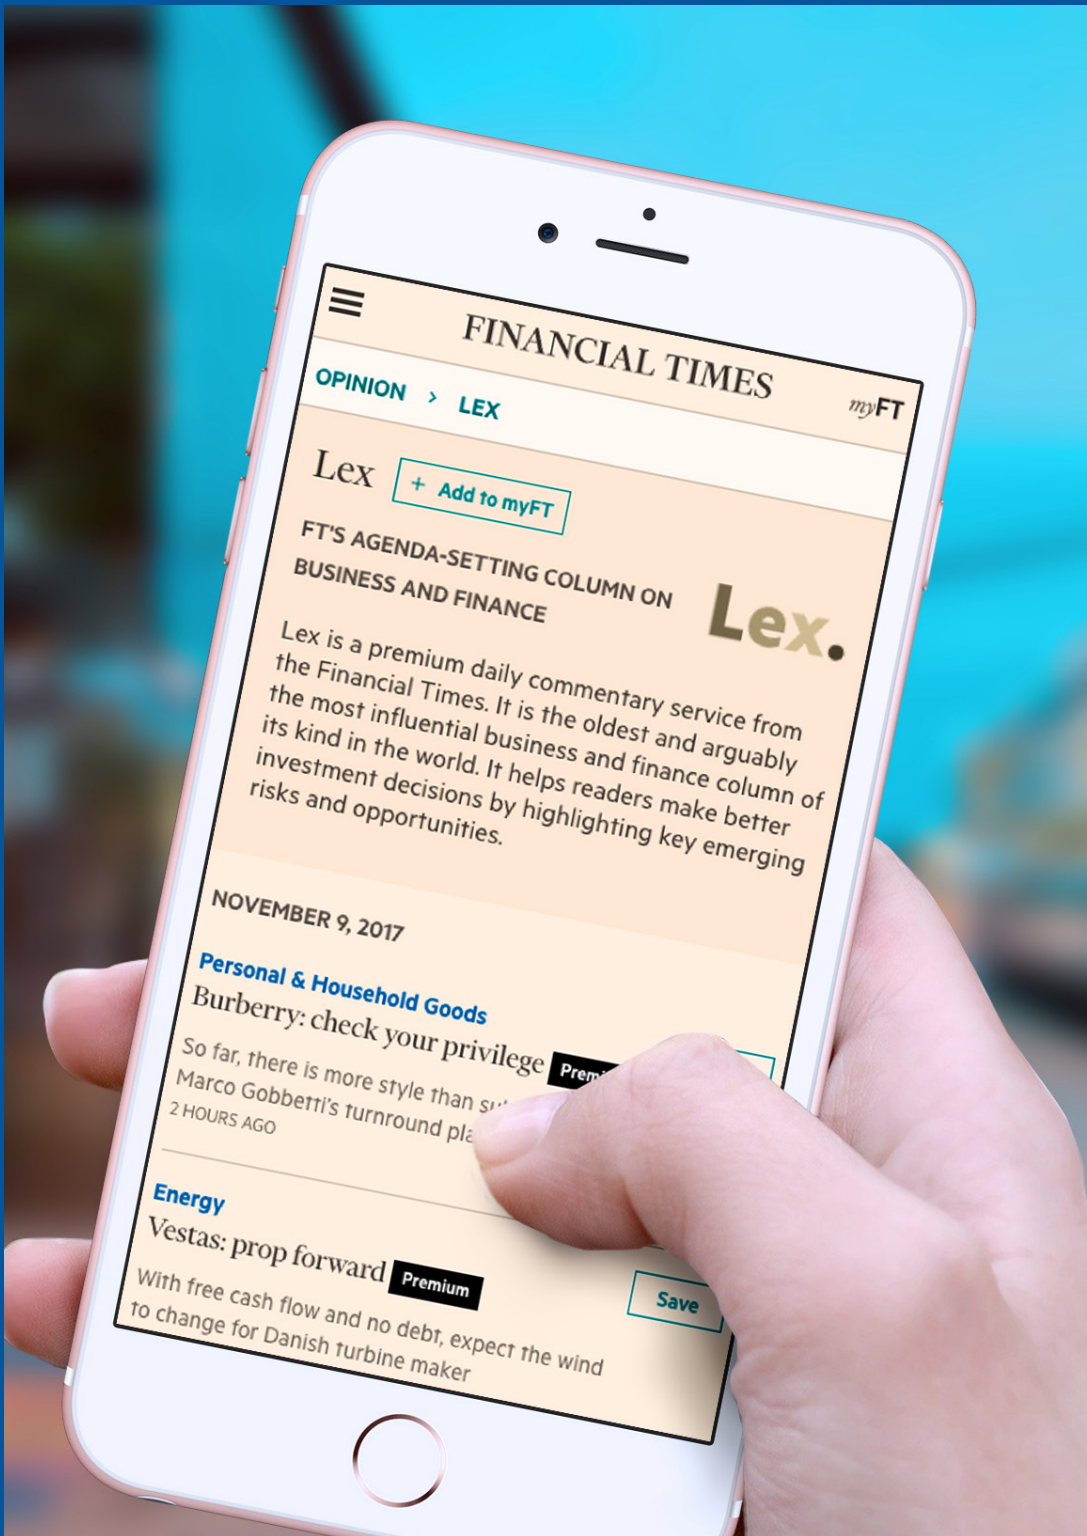 FINANCIAL TIMES
myFT
OPINION > LEX
Lex
+ Add to myFT
FT'S AGENDA-SETTING COLUMN ON
BUSINESS AND FINANCE
Lex.
Lex is a premium daily commentary service from
the Financial Times. It is the oldest and arguably
the most influential business and finance column of
its kind in the world. It helps readers make better
investment decisions by highlighting key emerging
risks and opportunities.
NOVEMBER 9, 2017
Personal & Household Goods
Burberry: check your privilege
So far, there is more style than
Marco Gobbetti's turnround
2 HOURS AGO
Energy
Vestas: prop forward Premium
Save
With free cash flow and no debt, expect the wind
to change for Danish turbine maker